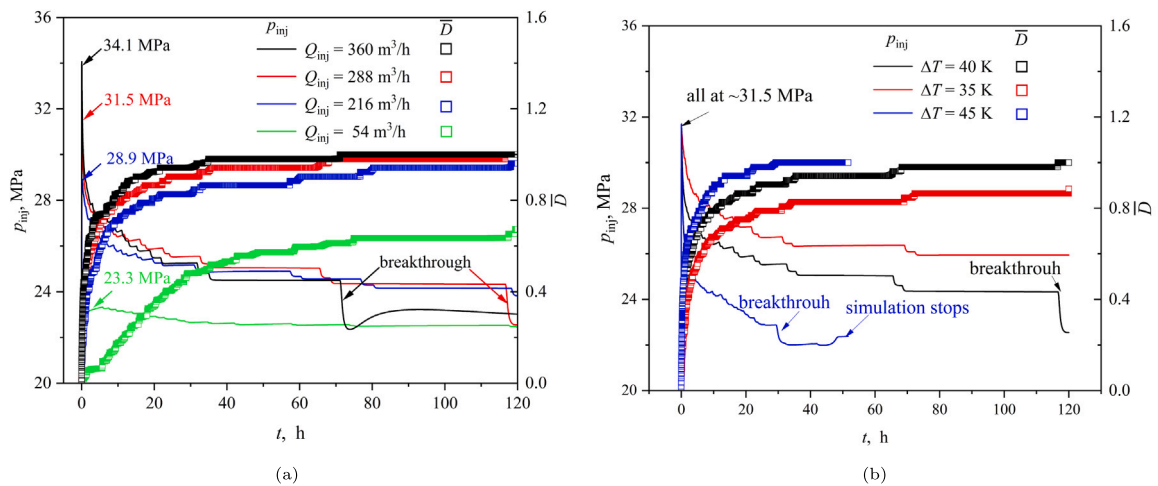 p_inj D̅
Q_inj = 360 m³/h
Q_inj = 288 m³/h
Q_inj = 216 m³/h
Q_inj = 54 m³/h
34.1 MPa
31.5 MPa
28.9 MPa
23.3 MPa
breakthrough
36
32
28
24
20
p_inj, MPa
1.6
1.2
0.8
0.4
0.0
D̅
0 20 40 60 80 100 120
t, h
(a)
p_inj D̅
ΔT = 40 K
ΔT = 35 K
ΔT = 45 K
all at ~31.5 MPa
breakthrouh
breakthrouh
simulation stops
36
32
28
24
20
p_inj, MPa
1.6
1.2
0.8
0.4
0.0
D̅
0 20 40 60 80 100 120
t, h
(b)